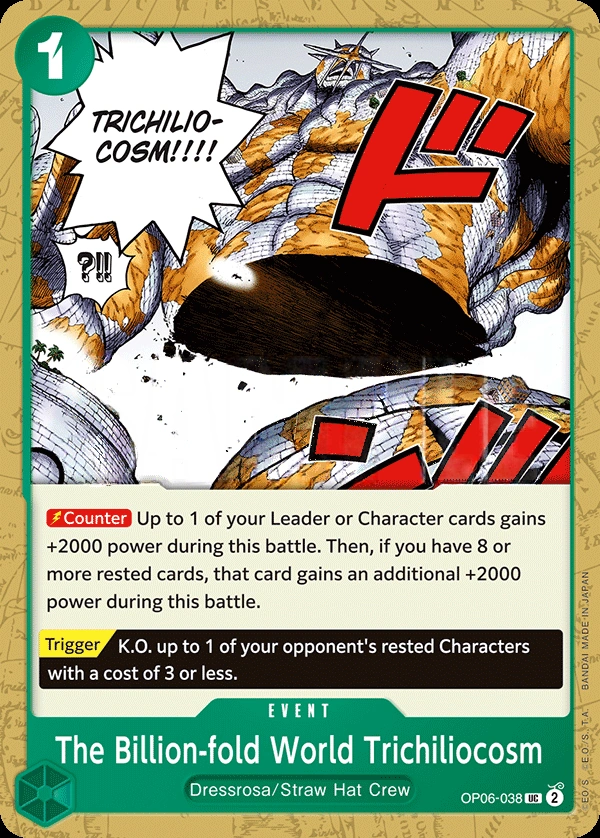 1
TRICHILIO-
COSM!!!!
?!!
ド
ンド
Counter Up to 1 of your Leader or Character cards gains
+2000 power during this battle. Then, if you have 8 or
more rested cards, that card gains an additional +2000
power during this battle.
Trigger K.O. up to 1 of your opponent's rested Characters
with a cost of 3 or less.
EVENT
The Billion-fold World Trichiliocosm
Dressrosa/Straw Hat Crew
OP06-038 UC 2
©E.O./S. ©E.O./S.,T.A. BANDAI MADE IN JAPAN